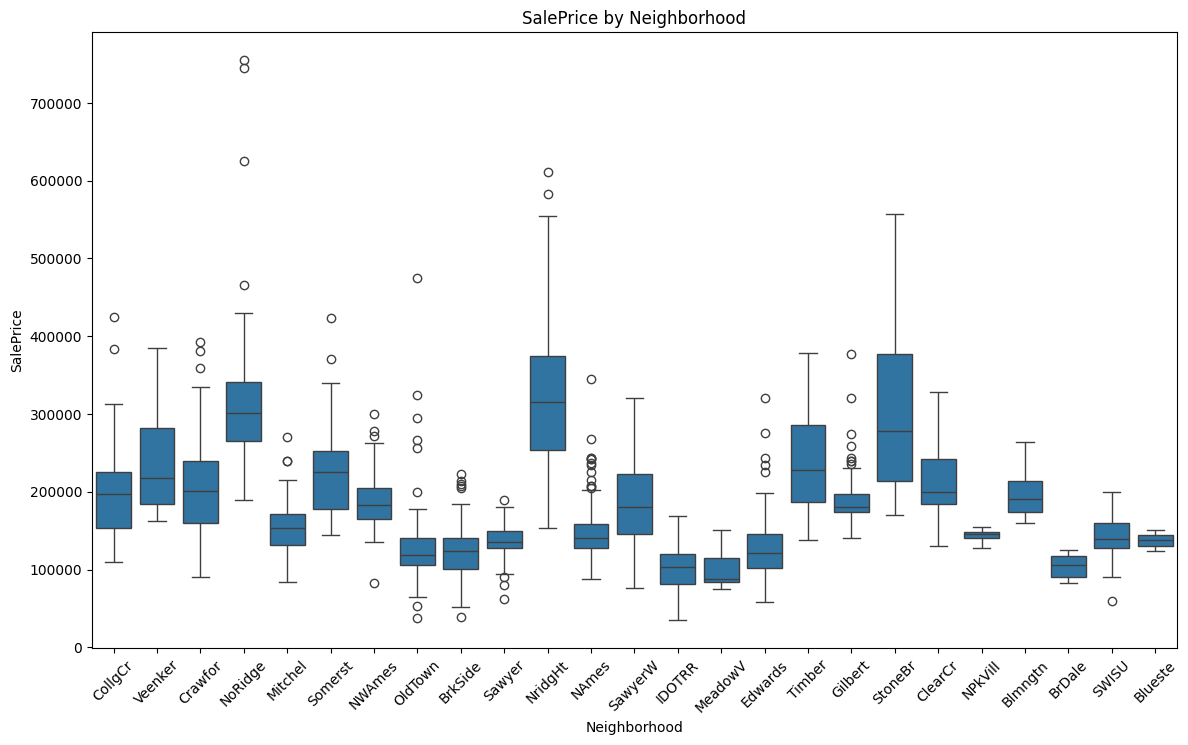 SalePrice by Neighborhood
SalePrice
700000
600000
500000
400000
300000
200000
100000
0
CollgCr
Veenker
Crawfor
NoRidge
Mitchel
Somerst
NWAmes
OldTown
BrkSide
Sawyer
NridgHt
NAmes
SawyerW
IDOTRR
MeadowV
Edwards
Timber
Gilbert
StoneBr
ClearCr
NPkVill
Blmngtn
BrDale
SWISU
Blueste
Neighborhood